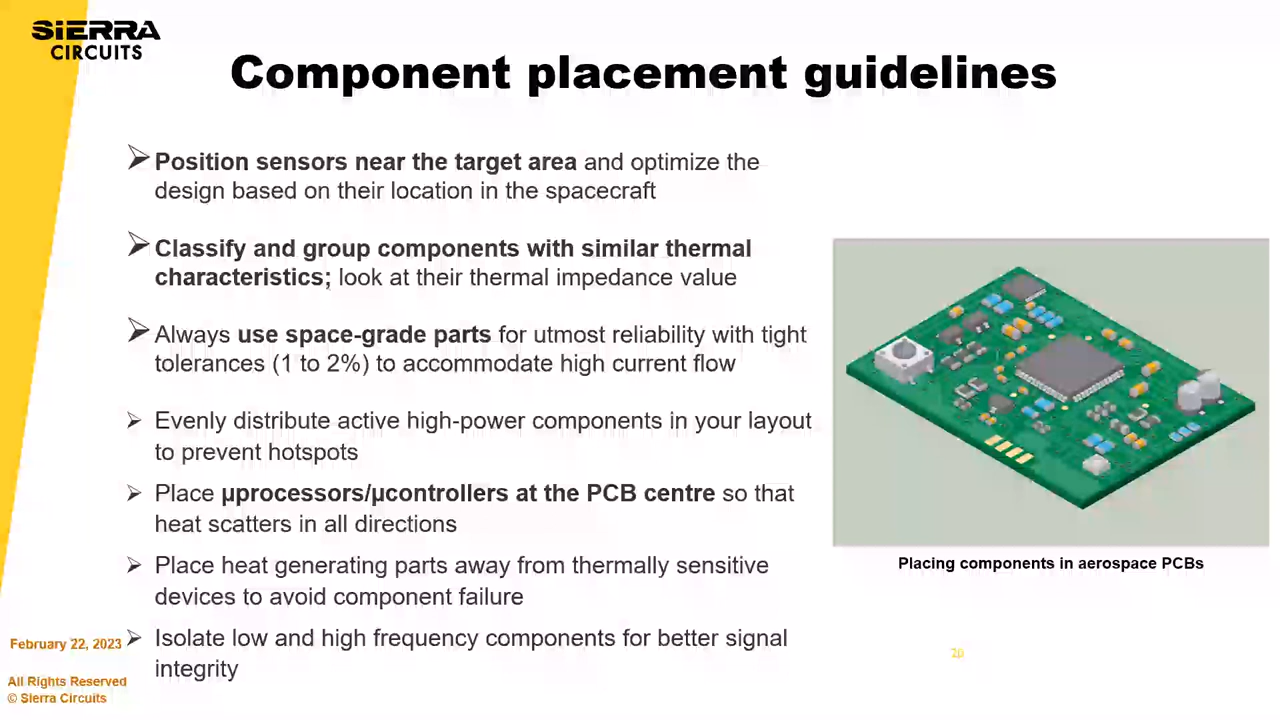 SIERRA
CIRCUITS
Component placement guidelines
➢ Position sensors near the target area and optimize the
design based on their location in the spacecraft
➢ Classify and group components with similar thermal
characteristics; look at their thermal impedance value
➢ Always use space-grade parts for utmost reliability with tight
tolerances (1 to 2%) to accommodate high current flow
➢ Evenly distribute active high-power components in your layout
to prevent hotspots
➢ Place µprocessors/µcontrollers at the PCB centre so that
heat scatters in all directions
➢ Place heat generating parts away from thermally sensitive
devices to avoid component failure
➢ Isolate low and high frequency components for better signal
integrity
Placing components in aerospace PCBs
February 22, 2023
All Rights Reserved
© Sierra Circuits
20